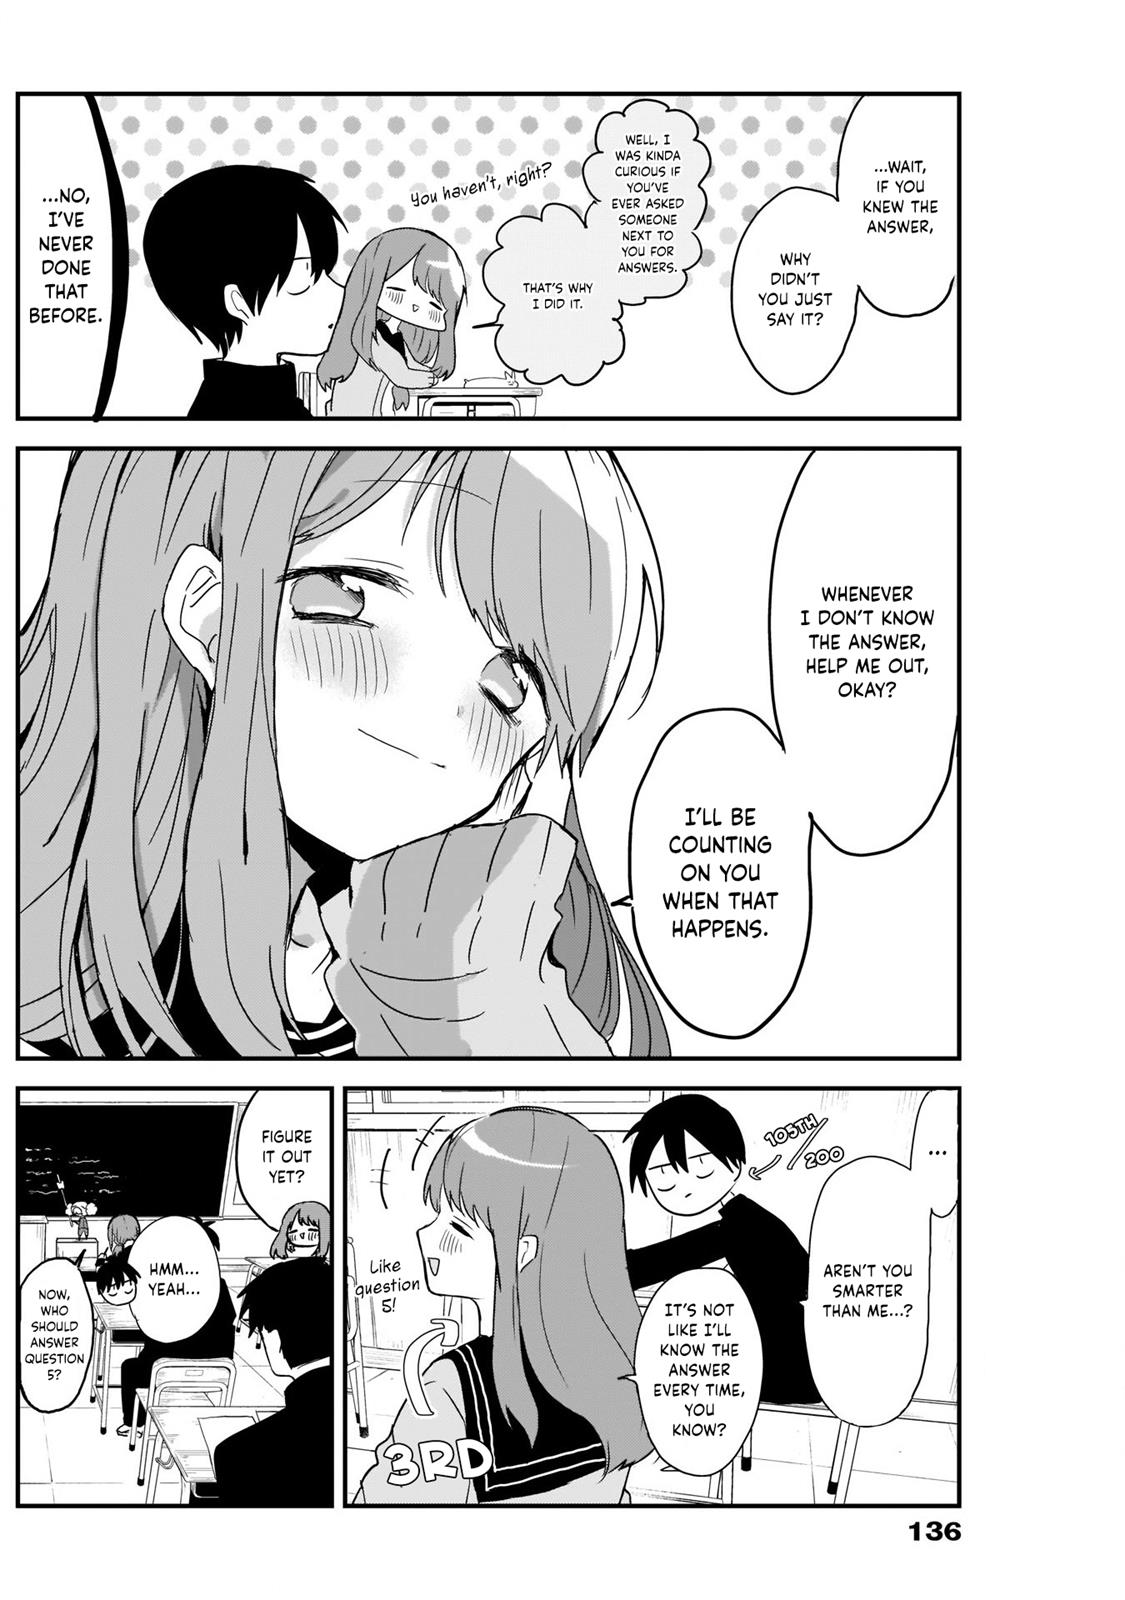 ...WAIT,
IF YOU
KNEW THE
ANSWER,
WHY
DIDN'T
YOU JUST
SAY IT?
WELL, I
WAS KINDA
CURIOUS IF
YOU'VE
EVER ASKED
SOMEONE
NEXT TO
YOU FOR
ANSWERS.
THAT'S WHY
I DID IT.
You haven't, right?
...NO,
I'VE
NEVER
DONE
THAT
BEFORE.
WHENEVER
I DON'T KNOW
THE ANSWER,
HELP ME OUT,
OKAY?
I'LL BE
COUNTING
ON YOU
WHEN THAT
HAPPENS.
...
AREN'T YOU
SMARTER
THAN ME...?
105TH/
200
IT'S NOT
LIKE I'LL
KNOW THE
ANSWER
EVERY TIME,
YOU
KNOW?
Like
question
5!
3RD
FIGURE
IT OUT
YET?
HMM...
YEAH...
NOW,
WHO
SHOULD
ANSWER
QUESTION
5?
136